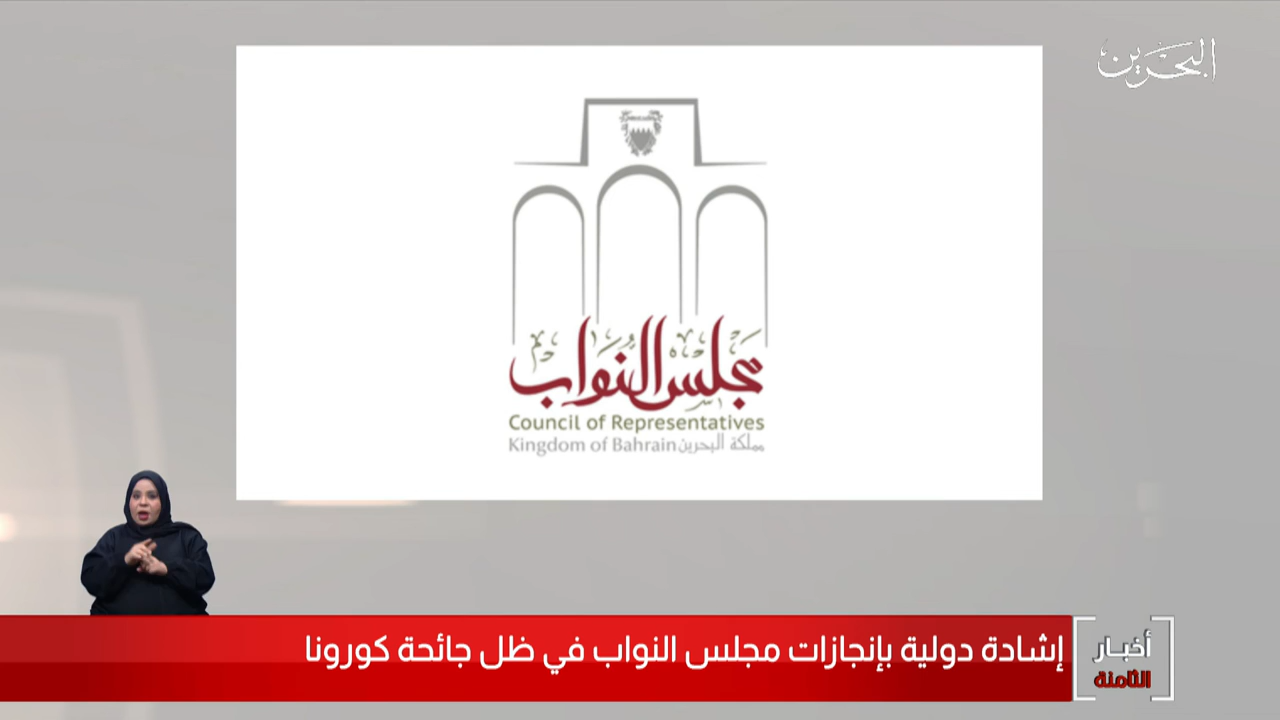 البحرين
مجلس النواب
Council of Representatives
Kingdom of Bahrain مملكة البحرين
إشادة دولية بإنجازات مجلس النواب في ظل جائحة كورونا
أخبار
الثامنة